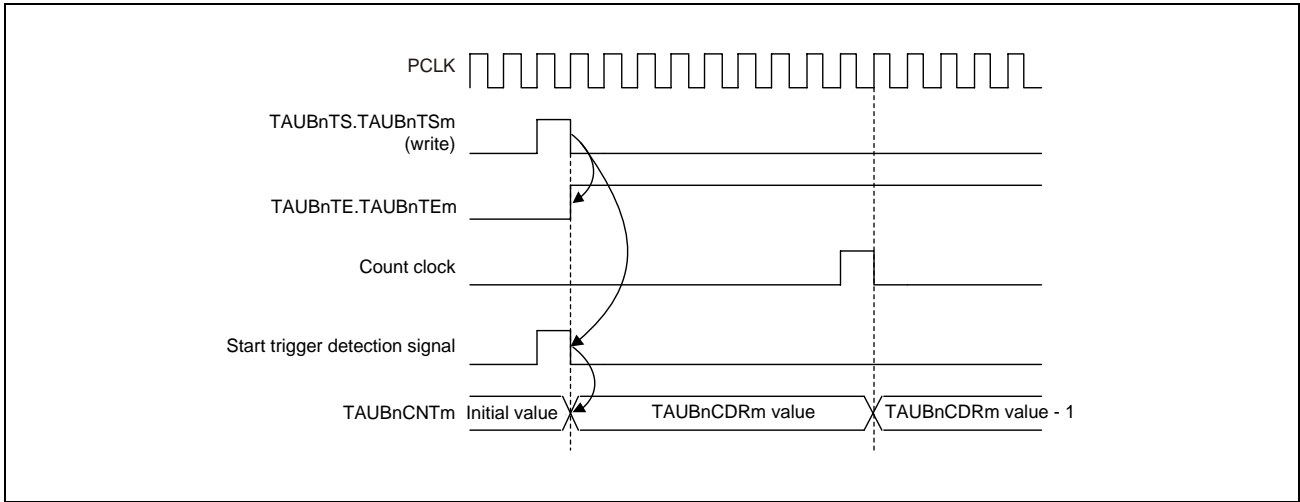 PCLK
TAUBnTS.TAUBnTSm
(write)
TAUBnTE.TAUBnTEm
Count clock
Start trigger detection signal
TAUBnCNTm
Initial value
TAUBnCDRm value
TAUBnCDRm value - 1